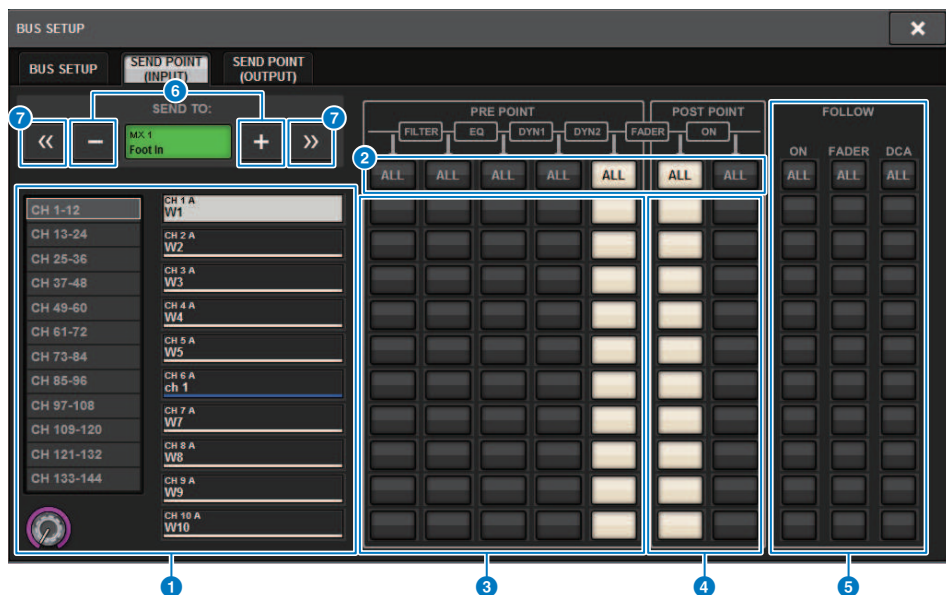 BUS SETUP
BUS SETUP
SEND POINT
(INPUT)
SEND POINT
(OUTPUT)
6
7
SEND TO:
7
<<
−
MX 1
Foot In
+
>>
PRE POINT
FILTER
EQ
DYN1
DYN2
FADER
POST POINT
ON
FOLLOW
ON
FADER
DCA
2
ALL
ALL
ALL
ALL
ALL
ALL
ALL
ALL
ALL
ALL
CH 1-12
CH 13-24
CH 25-36
CH 37-48
CH 49-60
CH 61-72
CH 73-84
CH 85-96
CH 97-108
CH 109-120
CH 121-132
CH 133-144
CH 1 A
W1
CH 2 A
W2
CH 3 A
W3
CH 4 A
W4
CH 5 A
W5
CH 6 A
ch 1
CH 7 A
W7
CH 8 A
W8
CH 9 A
W9
CH 10 A
W10
1
3
4
5